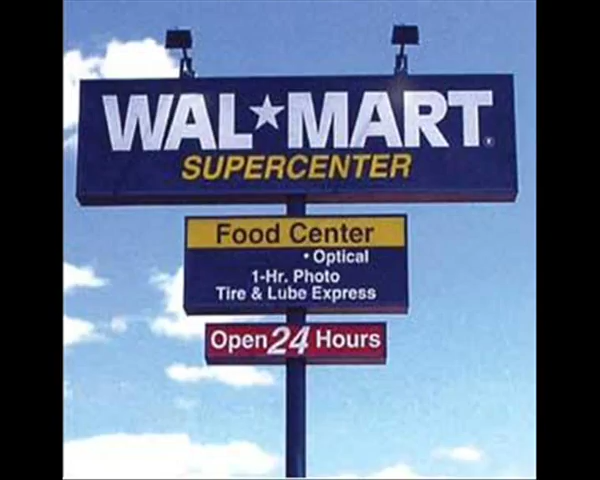 WAL★MART®
SUPERCENTER
Food Center
• Optical
1-Hr. Photo
Tire & Lube Express
Open 24 Hours